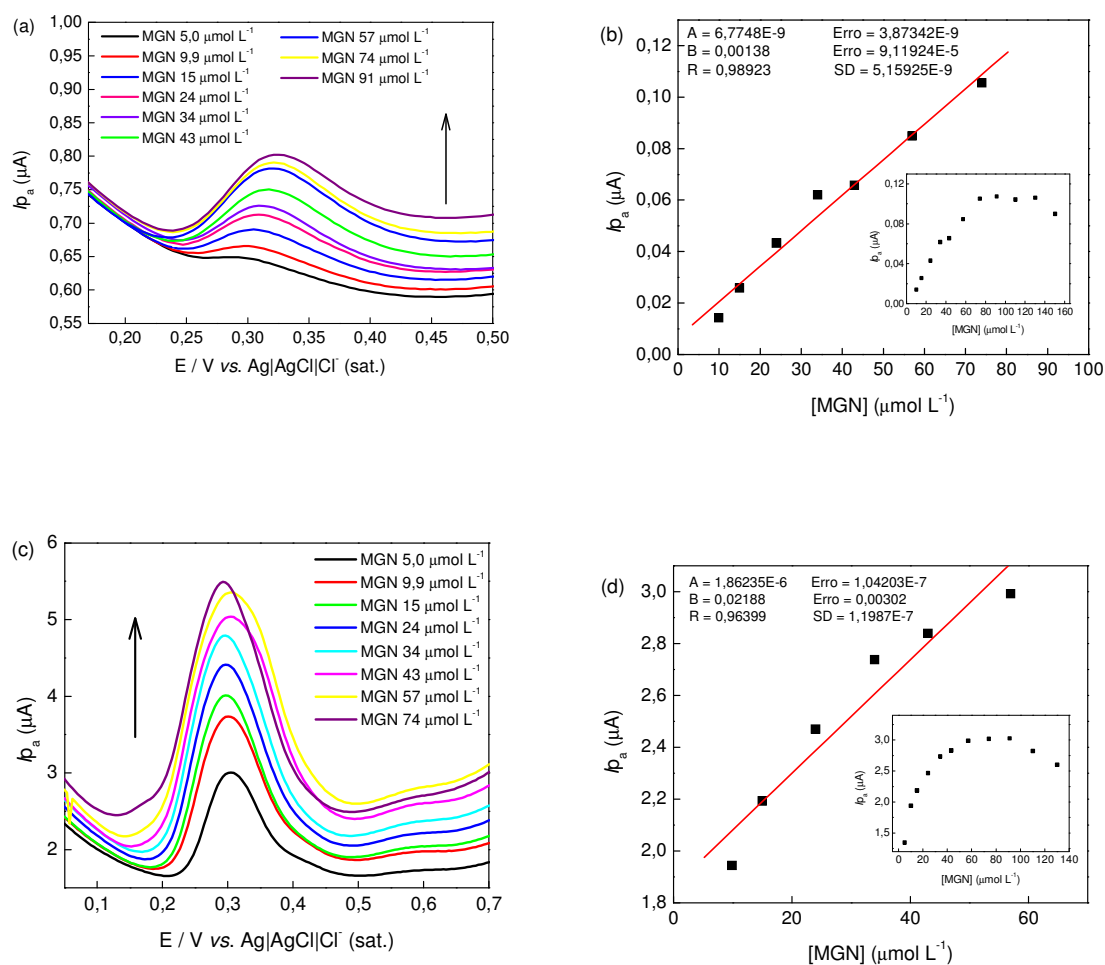 (a)
1,00
0,95
0,90
0,85
0,80
0,75
0,70
0,65
0,60
0,55
Ip_a (μA)
MGN 5,0 μmol L⁻¹
MGN 9,9 μmol L⁻¹
MGN 15 μmol L⁻¹
MGN 24 μmol L⁻¹
MGN 34 μmol L⁻¹
MGN 43 μmol L⁻¹
MGN 57 μmol L⁻¹
MGN 74 μmol L⁻¹
MGN 91 μmol L⁻¹
0,20 0,25 0,30 0,35 0,40 0,45 0,50
E / V vs. Ag|AgCl|Cl⁻ (sat.)
(b)
0,12
0,10
0,08
0,06
0,04
0,02
0,00
Ip_a (μA)
A = 6,7748E-9 Erro = 3,87342E-9
B = 0,00138 Erro = 9,11924E-5
R = 0,98923 SD = 5,15925E-9
0,12
0,08
0,04
0,00
Ip_a (μA)
0 20 40 60 80 100 120 140 160
[MGN] (μmol L⁻¹)
0 10 20 30 40 50 60 70 80 90 100
[MGN] (μmol L⁻¹)
(c)
6
5
4
3
2
Ip_a (μA)
MGN 5,0 μmol L⁻¹
MGN 9,9 μmol L⁻¹
MGN 15 μmol L⁻¹
MGN 24 μmol L⁻¹
MGN 34 μmol L⁻¹
MGN 43 μmol L⁻¹
MGN 57 μmol L⁻¹
MGN 74 μmol L⁻¹
0,1 0,2 0,3 0,4 0,5 0,6 0,7
E / V vs. Ag|AgCl|Cl⁻ (sat.)
(d)
3,0
2,8
2,6
2,4
2,2
2,0
1,8
Ip_a (μA)
A = 1,86235E-6 Erro = 1,04203E-7
B = 0,02188 Erro = 0,00302
R = 0,96399 SD = 1,1987E-7
3,0
2,5
2,0
1,5
Ip_a (μA)
0 20 40 60 80 100 120 140
[MGN] (μmol L⁻¹)
0 20 40 60
[MGN] (μmol L⁻¹)